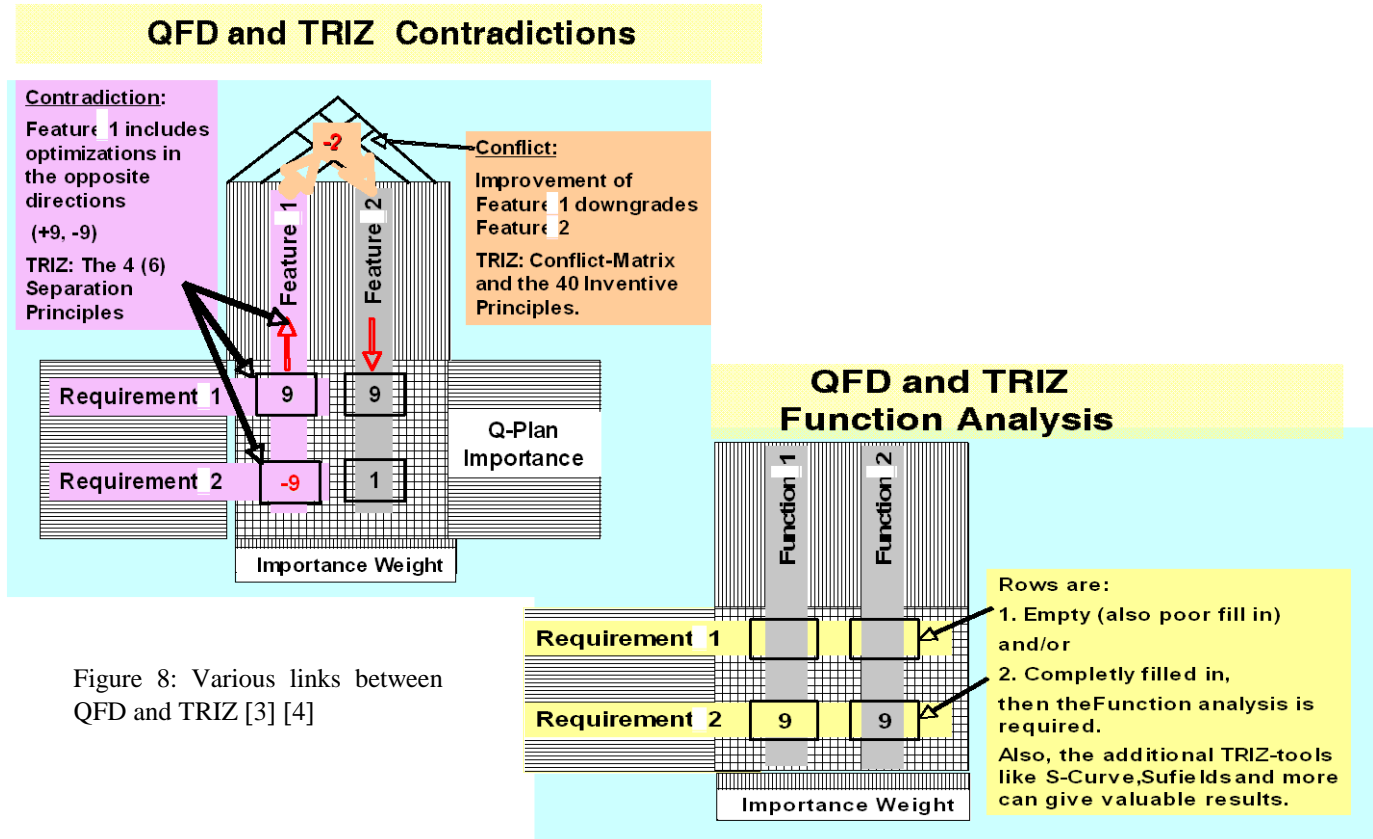 QFD and TRIZ Contradictions
Contradiction:
Feature 1 includes
optimizations in
the opposite
directions
(+9, -9)
TRIZ: The 4 (6)
Separation
Principles
-?
Conflict:
Improvement of
Feature 1 downgrades
Feature 2
TRIZ: Conflict-Matrix
and the 40 Inventive
Principles.
Feature 1
Feature 2
Requirement 1
9
9
Requirement 2
-9
1
Q-Plan
Importance
Importance Weight
Figure 8: Various links between
QFD and TRIZ [3] [4]
QFD and TRIZ
Function Analysis
Function 1
Function 2
Requirement 1
Requirement 2
9
9
Importance Weight
Rows are:
1. Empty (also poor fill in)
and/or
2. Completly filled in,
then theFunction analysis is
required.
Also, the additional TRIZ-tools
like S-Curve,Sufieldsand more
can give valuable results.